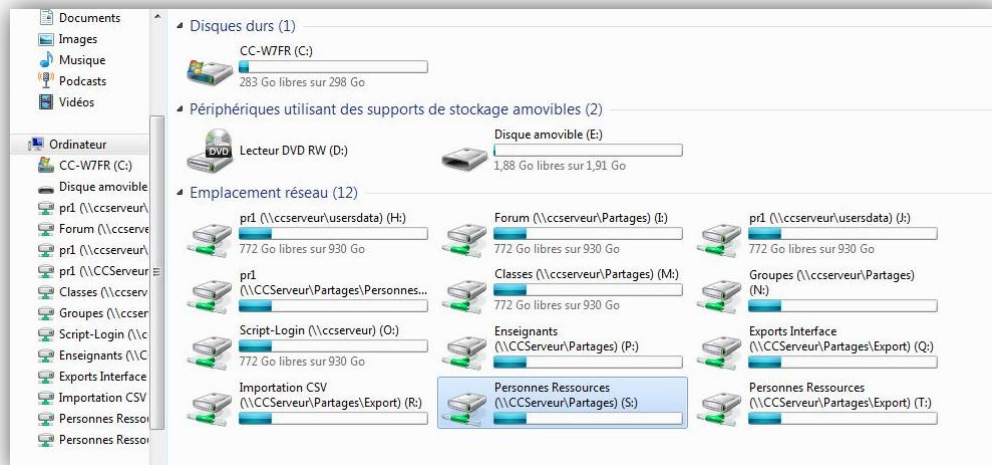 Documents
Images
Musique
Podcasts
Vidéos
Ordinateur
CC-W7FR (C:)
Disque amovible
pr1 (\\ccserveur\
Forum (\\ccserve
pr1 (\\ccserveur\
pr1 (\\CCServeur
Classes (\\ccserv
Groupes (\\ccser
Script-Login (\\c
Enseignants (\\C
Exports Interface
Importation CSV
Personnes Resso
Personnes Resso
Disques durs (1)
CC-W7FR (C:)
283 Go libres sur 298 Go
Périphériques utilisant des supports de stockage amovibles (2)
DVD
Lecteur DVD RW (D:)
Disque amovible (E:)
1,88 Go libres sur 1,91 Go
Emplacement réseau (12)
pr1 (\\ccserveur\usersdata) (H:)
772 Go libres sur 930 Go
Forum (\\ccserveur\Partages) (I:)
772 Go libres sur 930 Go
pr1 (\\ccserveur\usersdata) (J:)
772 Go libres sur 930 Go
pr1
(\\CCServeur\Partages\Personnes...
Classes (\\ccserveur\Partages) (M:)
772 Go libres sur 930 Go
Groupes (\\ccserveur\Partages)
(N:)
Script-Login (\\ccserveur) (O:)
772 Go libres sur 930 Go
Enseignants
(\\CCServeur\Partages) (P:)
Exports Interface
(\\CCServeur\Partages\Export) (Q:)
Importation CSV
(\\CCServeur\Partages\Export) (R:)
Personnes Ressources
(\\CCServeur\Partages) (S:)
Personnes Ressources
(\\CCServeur\Partages\Export) (T:)